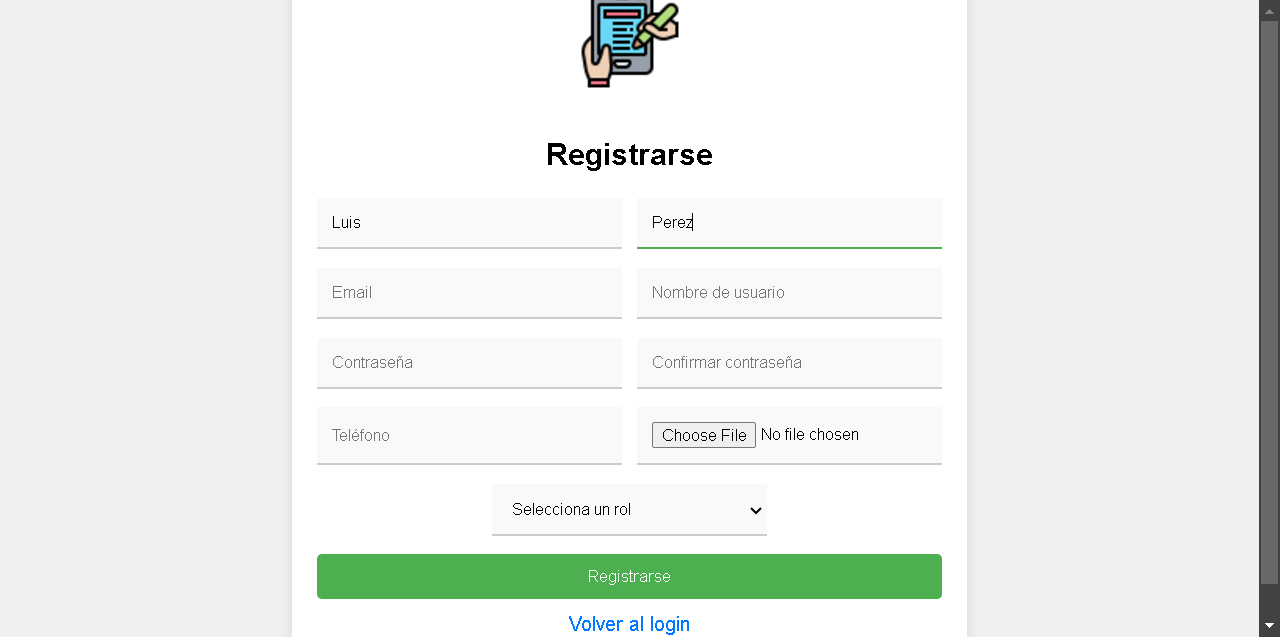 Registrarse
Luis
Perez
Email
Nombre de usuario
Contraseña
Confirmar contraseña
Teléfono
Choose File No file chosen
Selecciona un rol
Registrarse
Volver al login